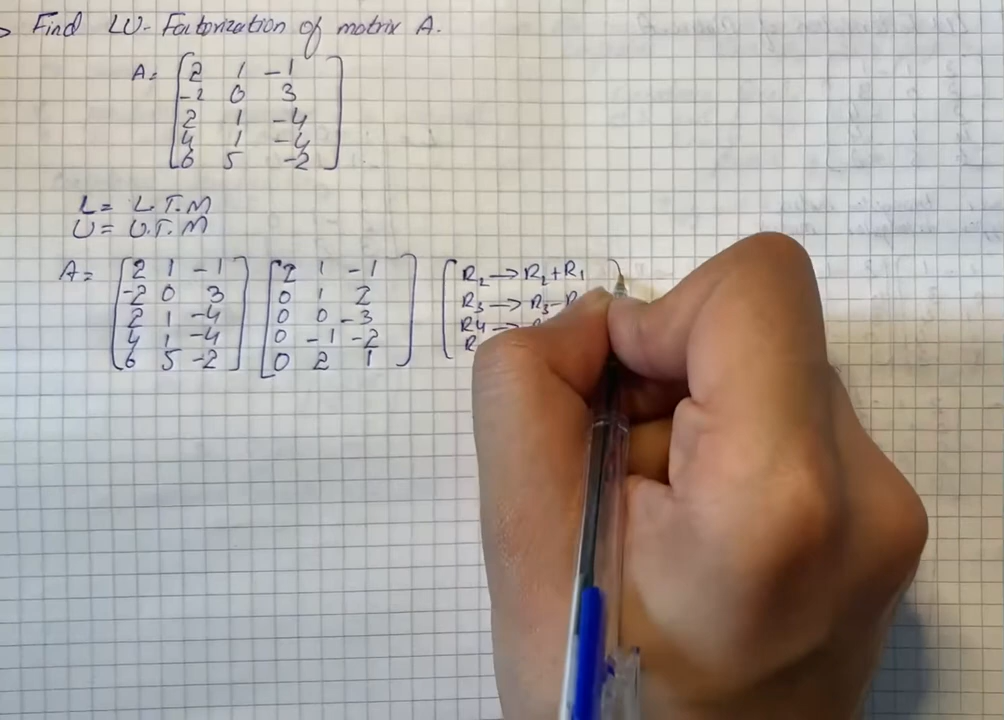 Find LU-Factorization of matrix A.
A= [2 1 -1
-2 0 3
2 1 -4
4 1 -4
6 5 -2]
L = L.T.M
U = U.T.M
A= [2 1 -1] [2 1 -1] [R2 → R2+R1]
-2 0 3 0 1 2 R3 → R3-R
2 1 -4 0 0 -3 R4 →
4 1 -4 0 -1 -2 R
6 5 -2 0 2 1